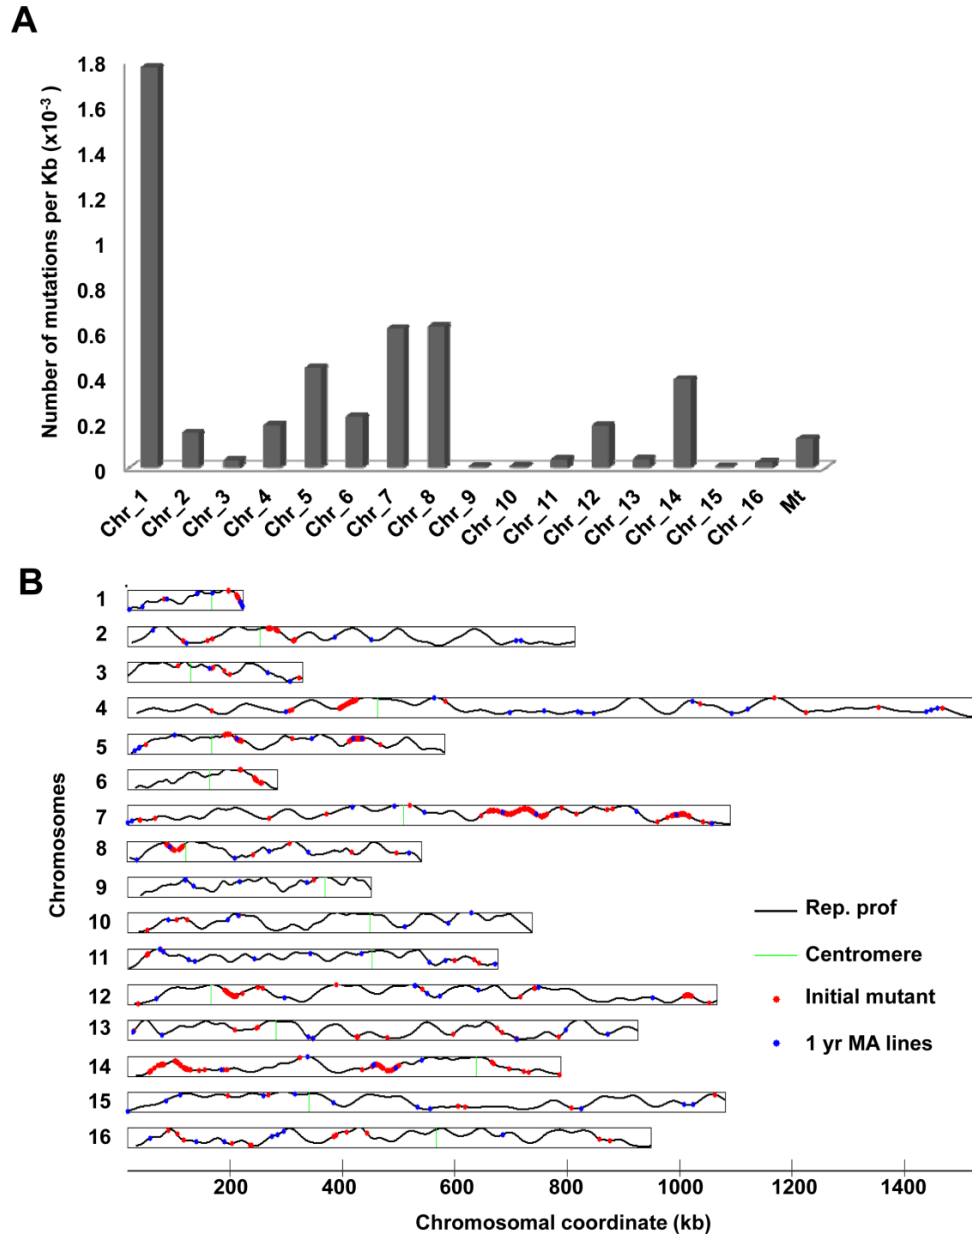 A
Number of mutations per Kb (x10⁻³ )
1.8
1.6
1.4
1.2
1
0.8
0.6
0.4
0.2
0
Chr_1
Chr_2
Chr_3
Chr_4
Chr_5
Chr_6
Chr_7
Chr_8
Chr_9
Chr_10
Chr_11
Chr_12
Chr_13
Chr_14
Chr_15
Chr_16
Mt
B
Chromosomes
1
2
3
4
5
6
7
8
9
10
11
12
13
14
15
16
Rep. prof
Centromere
Initial mutant
1 yr MA lines
200
400
600
800
1000
1200
1400
Chromosomal coordinate (kb)